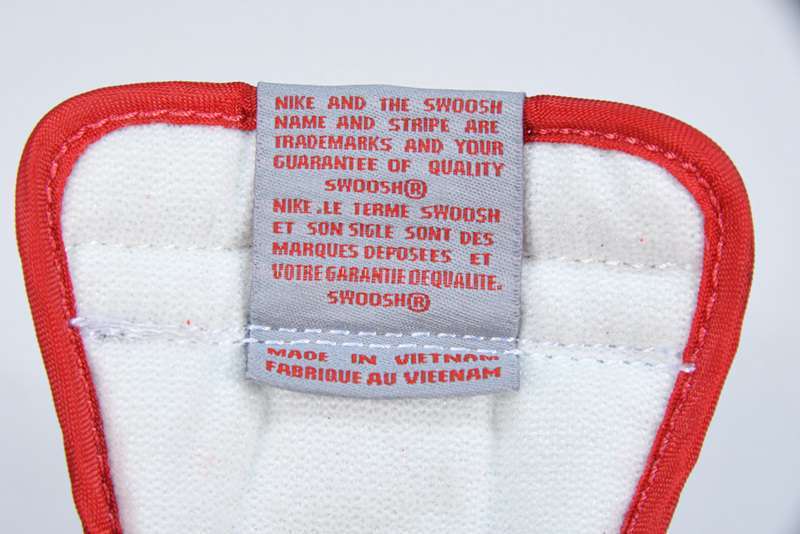 NIKE AND THE SWOOSH
NAME AND STRIPE ARE
TRADEMARKS AND YOUR
GUARANTEE OF QUALITY
SWOOSH®
NIKE.LE TERME SWOOSH
ET SON SIGLE SONT DES
MARQUES DEPOSEES ET
VOTRE GARANTIE DEQUALITE.
SWOOSH®
MADE IN VIETNAM
FABRIQUE AU VIEENAM